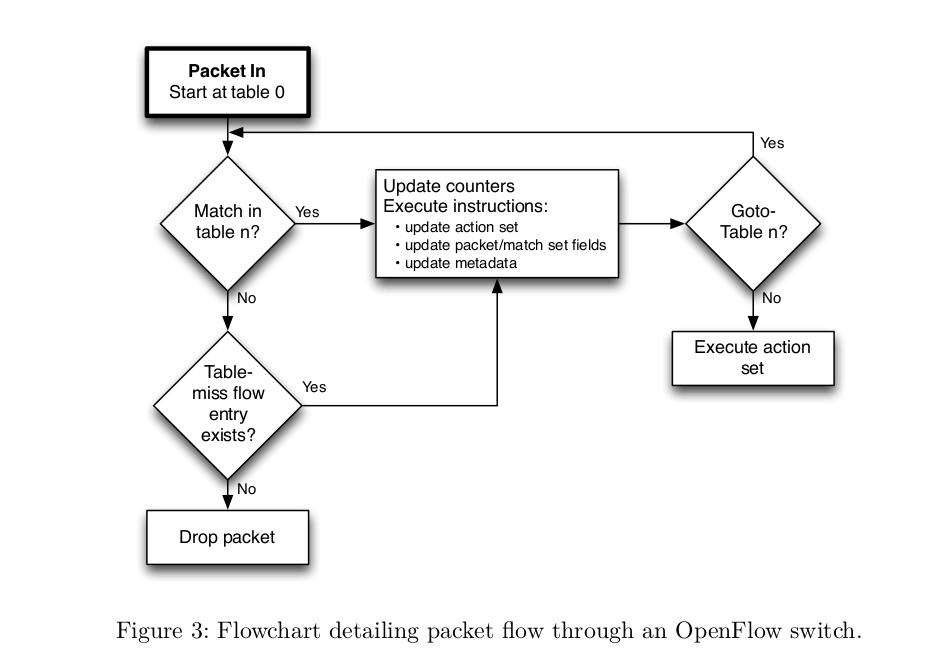 Packet In
Start at table 0
Yes
Match in
table n?
Yes
Update counters
Execute instructions:
• update action set
• update packet/match set fields
• update metadata
Goto-
Table n?
No
No
Execute action
set
Table-
miss flow
entry
exists?
Yes
No
Drop packet
Figure 3: Flowchart detailing packet flow through an OpenFlow switch.